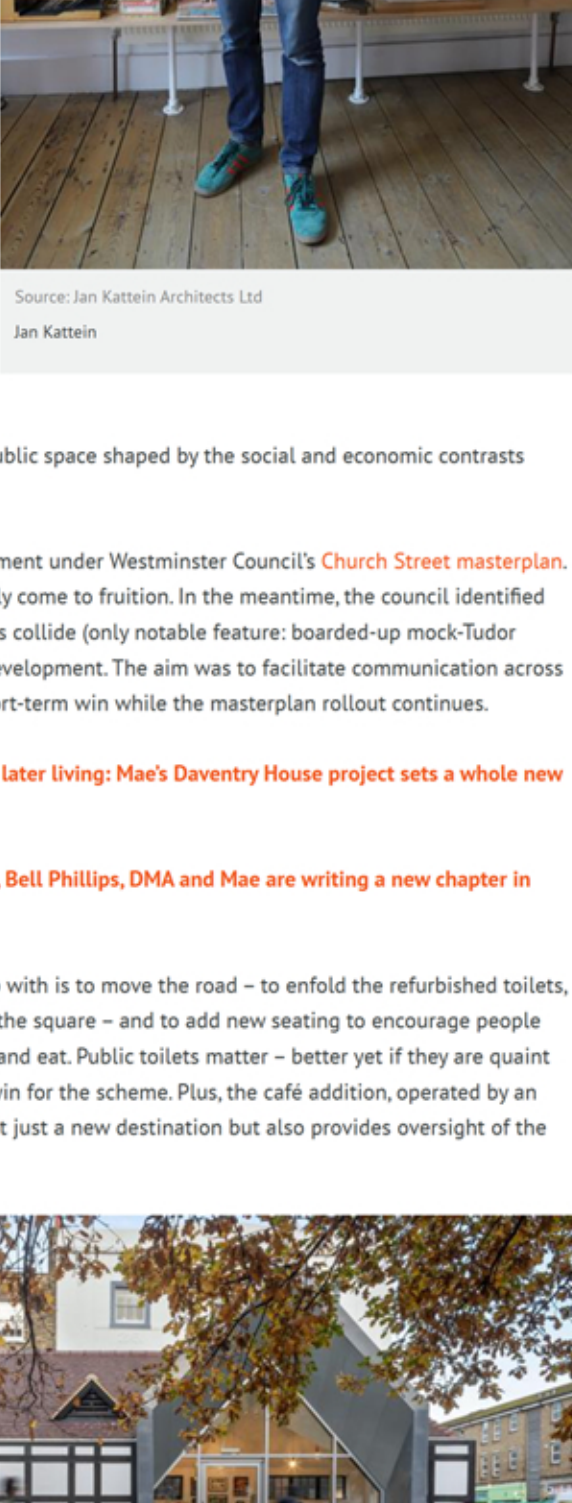 Source: Jan Kattein Architects Ltd
Jan Kattein
ublic space shaped by the social and economic contrasts
ment under Westminster Council's Church Street masterplan.
ly come to fruition. In the meantime, the council identified
s collide (only notable feature: boarded-up mock-Tudor
evelopment. The aim was to facilitate communication across
rt-term win while the masterplan rollout continues.
later living: Mae's Daventry House project sets a whole new
, Bell Phillips, DMA and Mae are writing a new chapter in
with is to move the road – to enfold the refurbished toilets,
the square – and to add new seating to encourage people
and eat. Public toilets matter – better yet if they are quaint
in for the scheme. Plus, the café addition, operated by an
t just a new destination but also provides oversight of the